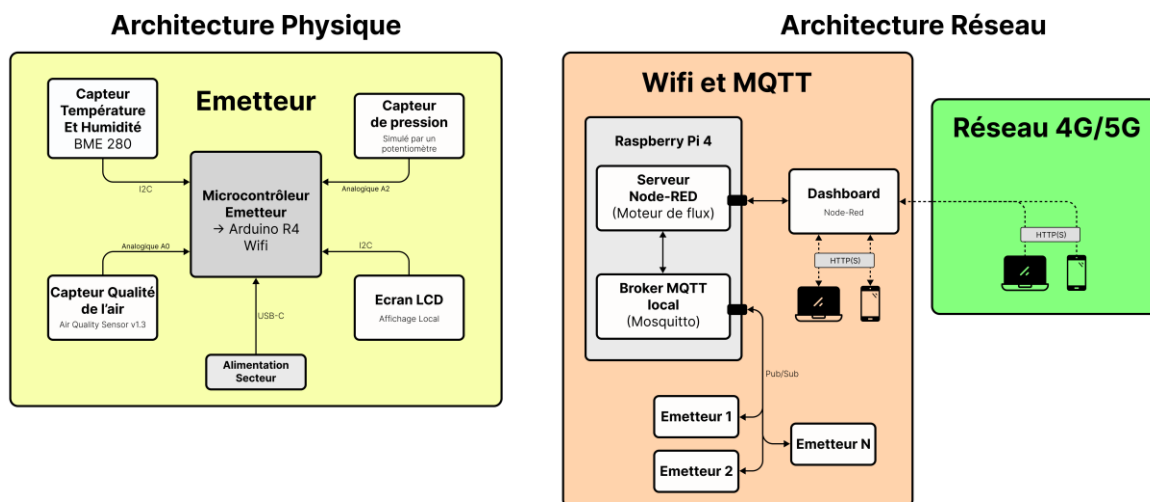 Architecture Physique
Emetteur
Capteur
Température
Et Humidité
BME 280
Capteur
de pression
Simulé par un
potentiomètre
I2C
Analogique A2
Microcontrôleur
Emetteur
→ Arduino R4
Wifi
Analogique A0
I2C
Capteur Qualité
de l'air
Air Quality Sensor v1.3
Ecran LCD
Affichage Local
USB-C
Alimentation
Secteur
Architecture Réseau
Wifi et MQTT
Raspberry Pi 4
Serveur
Node-RED
(Moteur de flux)
Dashboard
Node-Red
HTTP(S)
Broker MQTT
local
(Mosquitto)
Pub/Sub
Emetteur 1
Emetteur N
Emetteur 2
Réseau 4G/5G
HTTP(S)